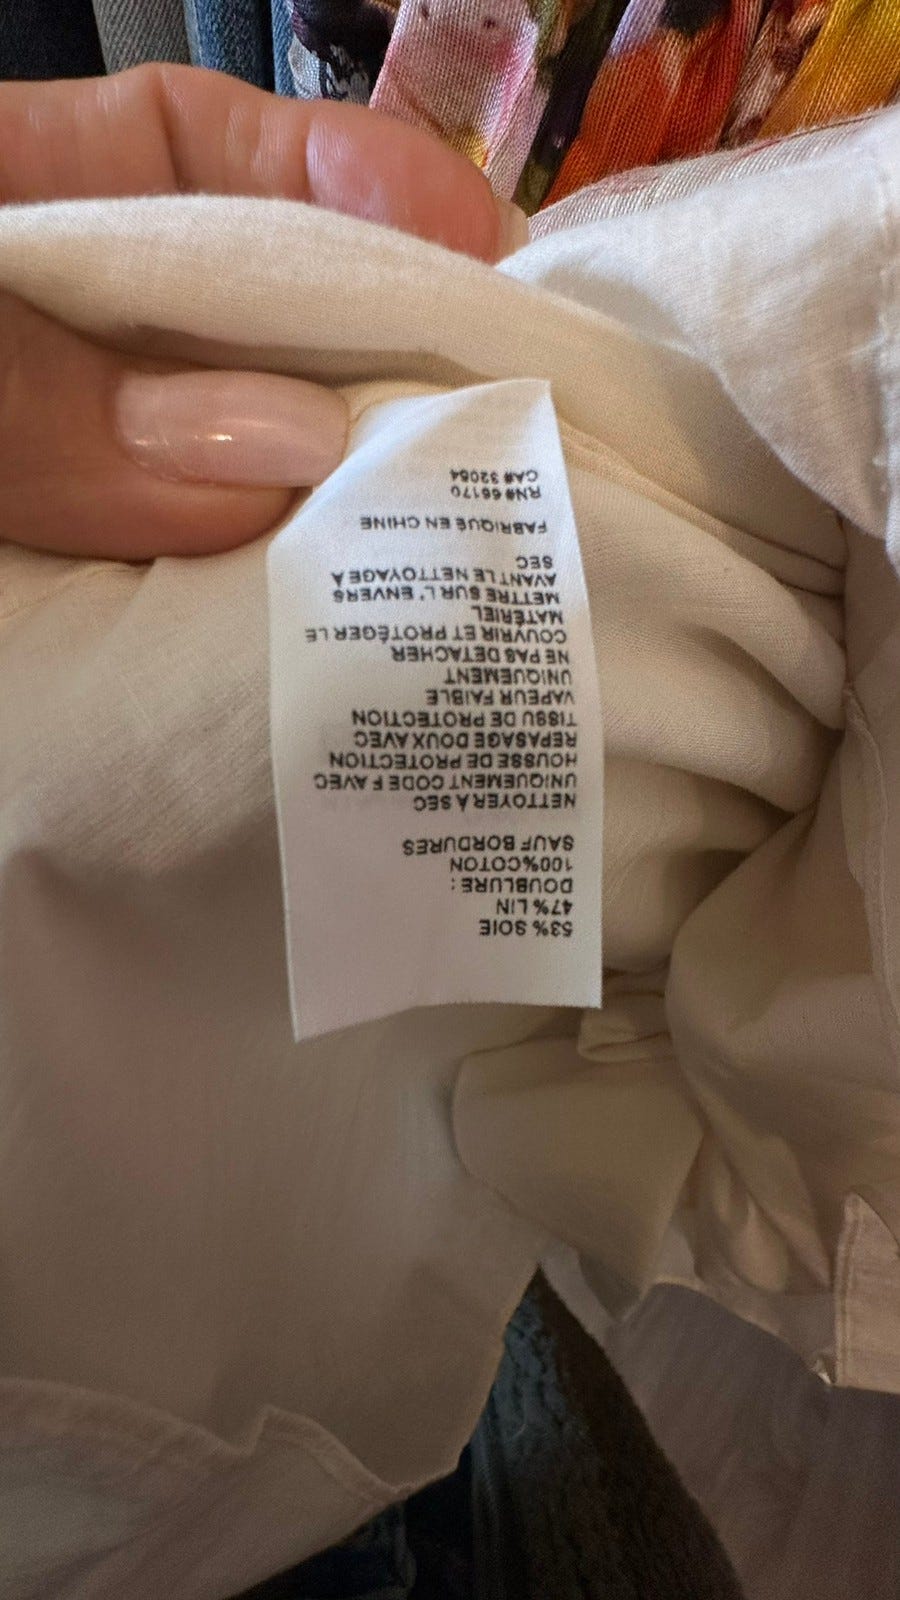 53% SOIE
47% LIN
DOUBLURE :
100%COTON
SAUF BORDURES
NETTOYER À SEC
UNIQUEMENT CODE F AVEC
HOUSSE DE PROTECTION
REPASAGE DOUX AVEC
TISSU DE PROTECTION
VAPEUR FAIBLE
UNIQUEMENT
NE PAS DETACHER
COUVRIR ET PROTÉGER LE
MATÉRIEL
METTRE SUR L' ENVERS
AVANT LE NETTOYAGE À
SEC
FABRIQUÉ EN CHINE
RN# 66170
CA# 32064